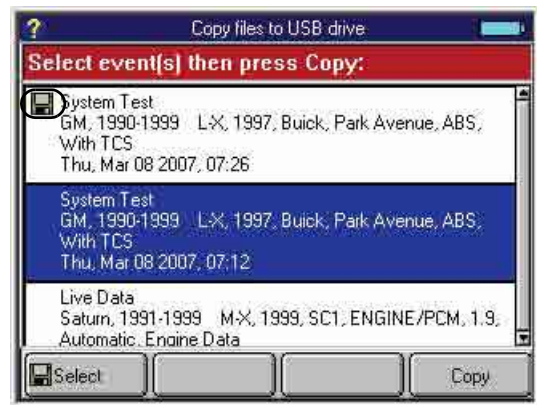 ? Copy files to USB drive
Select event(s) then press Copy:
System Test
GM, 1990-1999 L-X, 1997, Buick, Park Avenue, ABS,
With TCS
Thu, Mar 08 2007, 07:26
System Test
GM, 1990-1999 L-X, 1997, Buick, Park Avenue, ABS,
With TCS
Thu, Mar 08 2007, 07:12
Live Data
Saturn, 1991-1999 M-X, 1999, SC1, ENGINE/PCM, 1.9,
Automatic, Engine Data
Select Copy